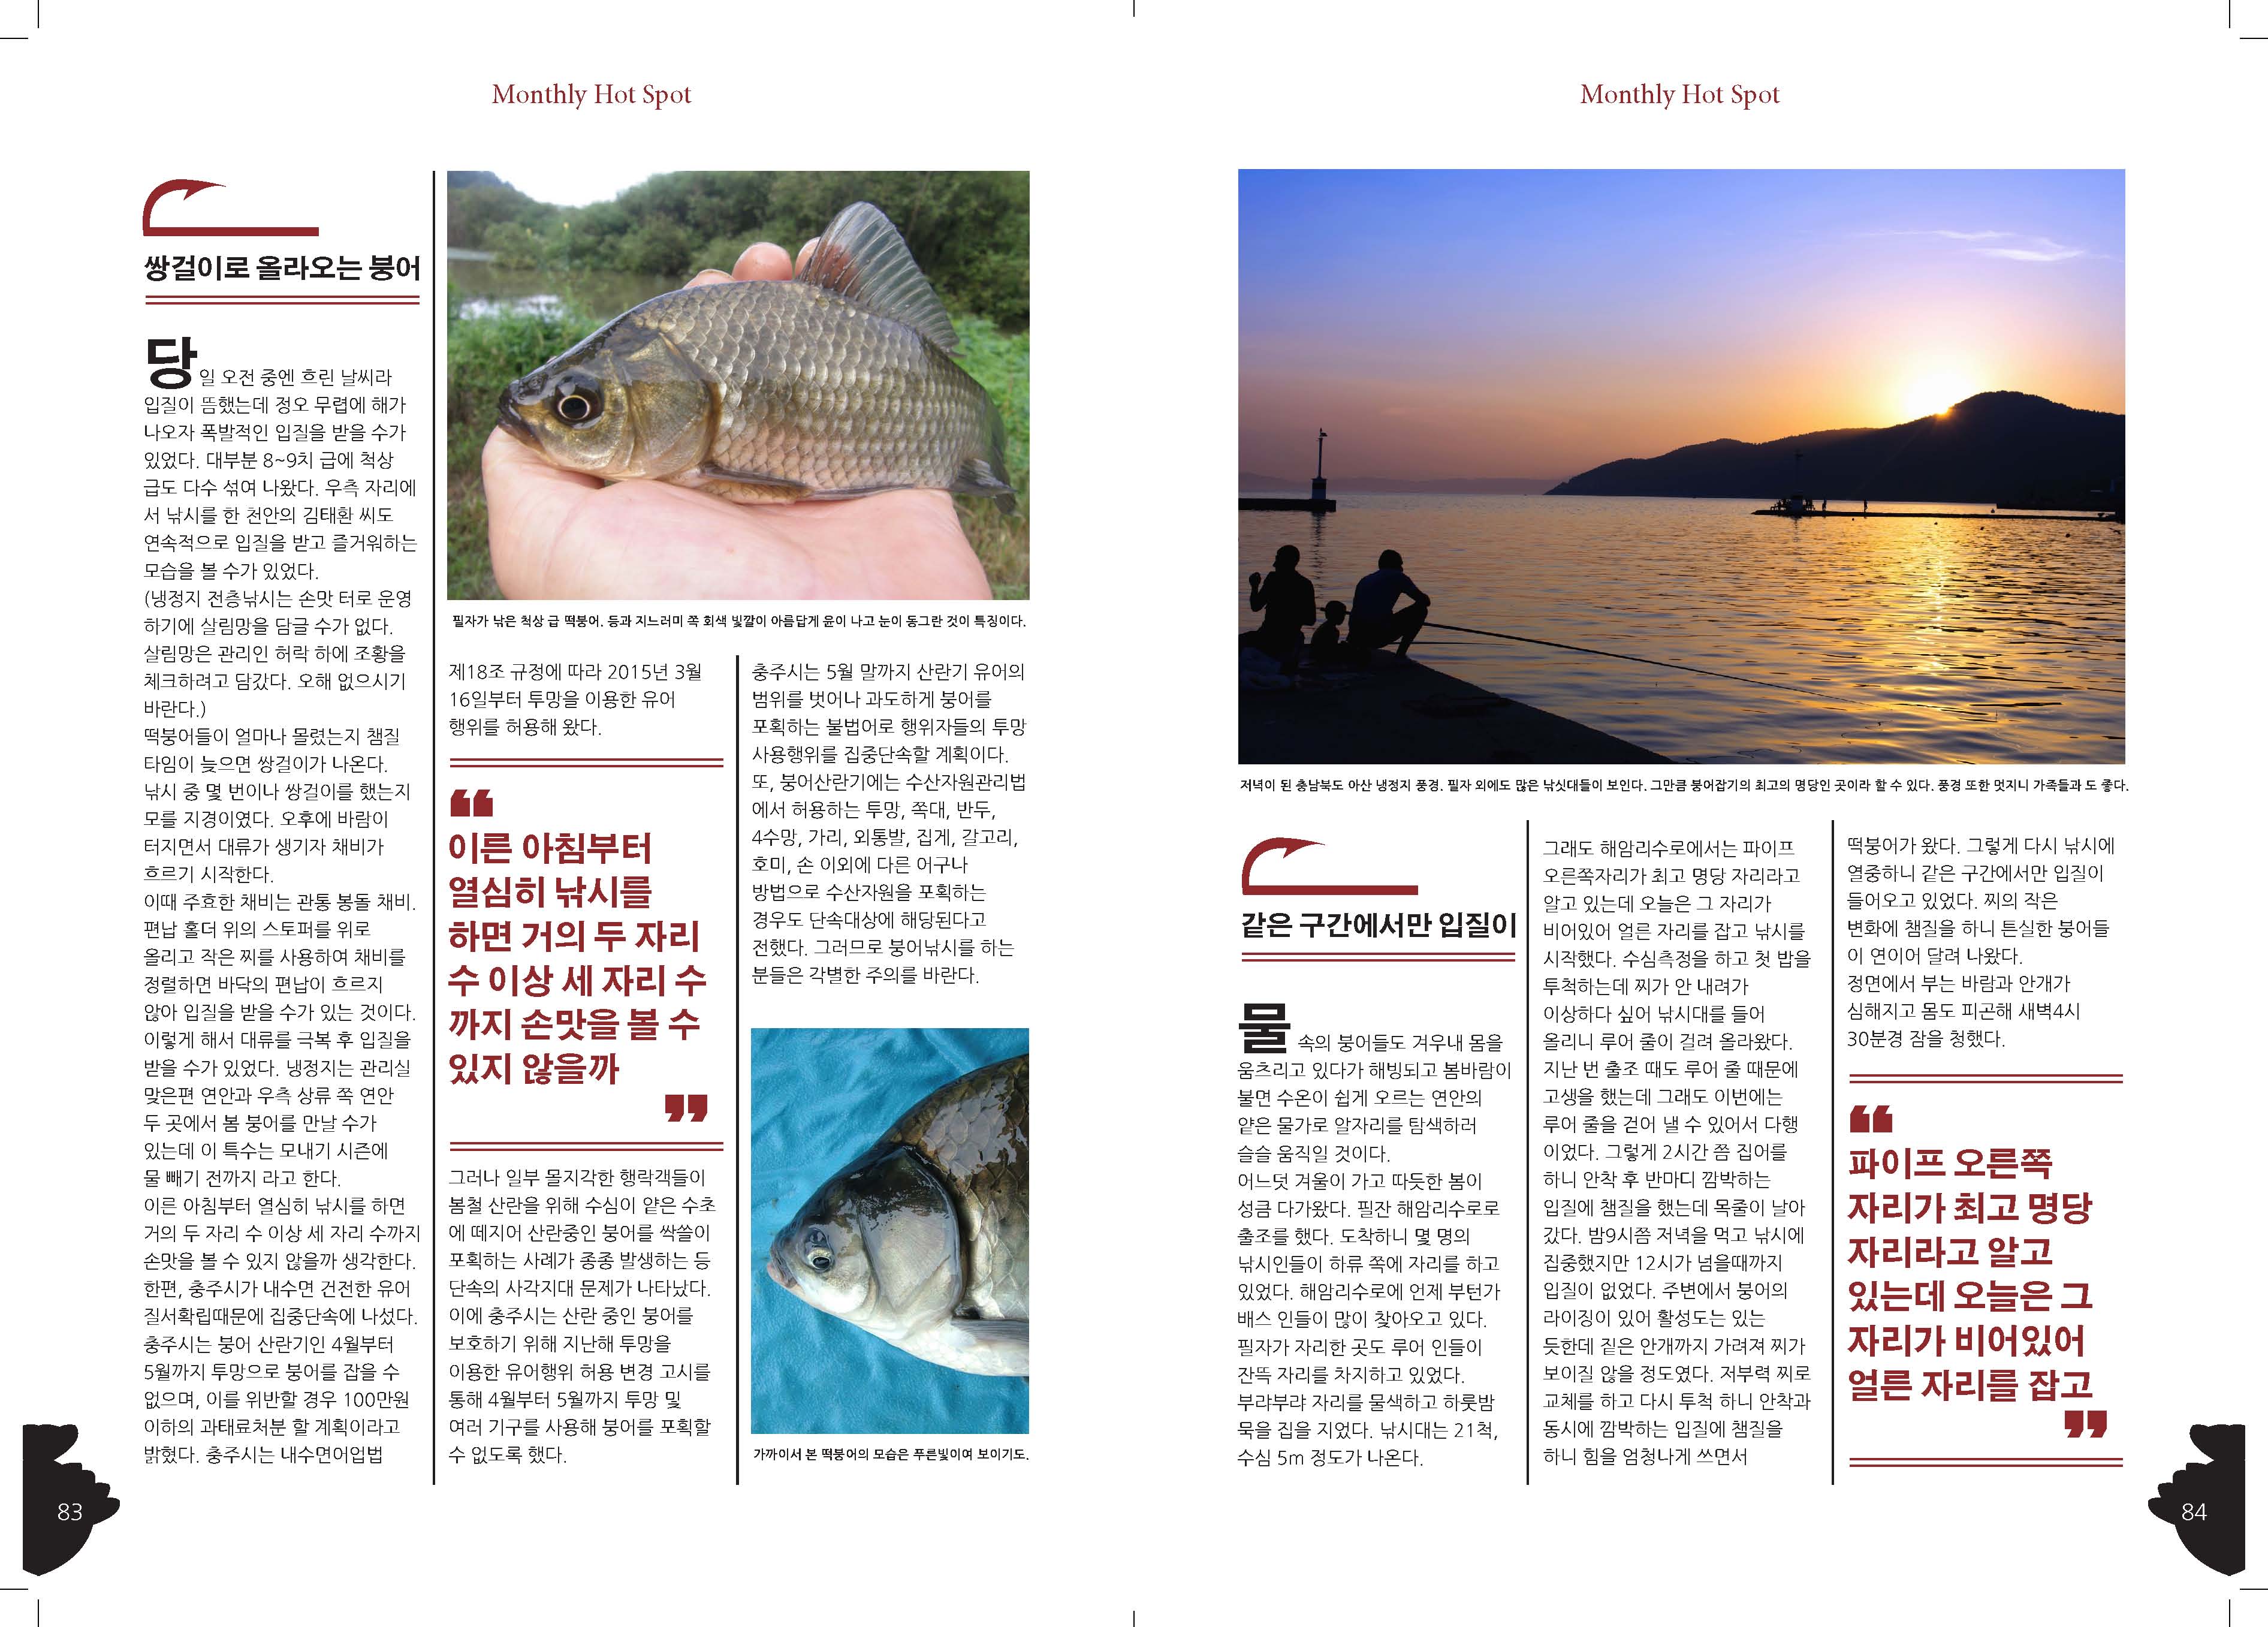 Monthly Hot Spot
쌍걸이로 올라오는 붕어
당일 오전 중엔 흐린 날씨라
입질이 뜸했는데 정오 무렵에 해가
나오자 폭발적인 입질을 받을 수가
있었다. 대부분 8~9치 급에 척상
급도 다수 섞여 나왔다. 우측 자리에
서 낚시를 한 천안의 김태환 씨도
연속적으로 입질을 받고 즐거워하는
모습을 볼 수가 있었다.
(냉정지 전층낚시는 손맛 터로 운영
하기에 살림망을 담글 수가 없다.
살림망은 관리인 허락 하에 조황을
체크하려고 담갔다. 오해 없으시기
바란다.)
떡붕어들이 얼마나 몰렸는지 챔질
타임이 늦으면 쌍걸이가 나온다.
낚시 중 몇 번이나 쌍걸이를 했는지
모를 지경이였다. 오후에 바람이
터지면서 대류가 생기자 채비가
흐르기 시작한다.
이때 주효한 채비는 관통 봉돌 채비.
편납 홀더 위의 스토퍼를 위로
올리고 작은 찌를 사용하여 채비를
정렬하면 바닥의 편납이 흐르지
않아 입질을 받을 수가 있는 것이다.
이렇게 해서 대류를 극복 후 입질을
받을 수가 있었다. 냉정지는 관리실
맞은편 연안과 우측 상류 쪽 연안
두 곳에서 봄 붕어를 만날 수가
있는데 이 특수는 모내기 시즌에
물 빼기 전까지 라고 한다.
이른 아침부터 열심히 낚시를 하면
거의 두 자리 수 이상 세 자리 수까지
손맛을 볼 수 있지 않을까 생각한다.
한편, 충주시가 내수면 건전한 유어
질서확립때문에 집중단속에 나섰다.
충주시는 붕어 산란기인 4월부터
5월까지 투망으로 붕어를 잡을 수
없으며, 이를 위반할 경우 100만원
이하의 과태료처분 할 계획이라고
밝혔다. 충주시는 내수면어업법
필자가 낚은 척상 급 떡붕어. 등과 지느러미 쪽 회색 빛깔이 아름답게 윤이 나고 눈이 동그란 것이 특징이다.
제18조 규정에 따라 2015년 3월
16일부터 투망을 이용한 유어
행위를 허용해 왔다.
❝
이른 아침부터
열심히 낚시를
하면 거의 두 자리
수 이상 세 자리 수
까지 손맛을 볼 수
있지 않을까
❞
그러나 일부 몰지각한 행락객들이
봄철 산란을 위해 수심이 얕은 수초
에 떼지어 산란중인 붕어를 싹쓸이
포획하는 사례가 종종 발생하는 등
단속의 사각지대 문제가 나타났다.
이에 충주시는 산란 중인 붕어를
보호하기 위해 지난해 투망을
이용한 유어행위 허용 변경 고시를
통해 4월부터 5월까지 투망 및
여러 기구를 사용해 붕어를 포획할
수 없도록 했다.
충주시는 5월 말까지 산란기 유어의
범위를 벗어나 과도하게 붕어를
포획하는 불법어로 행위자들의 투망
사용행위를 집중단속할 계획이다.
또, 붕어산란기에는 수산자원관리법
에서 허용하는 투망, 쪽대, 반두,
4수망, 가리, 외통발, 집게, 갈고리,
호미, 손 이외에 다른 어구나
방법으로 수산자원을 포획하는
경우도 단속대상에 해당된다고
전했다. 그러므로 붕어낚시를 하는
분들은 각별한 주의를 바란다.
가까이서 본 떡붕어의 모습은 푸른빛이여 보이기도.
83
Monthly Hot Spot
저녁이 된 충남북도 아산 냉정지 풍경. 필자 외에도 많은 낚싯대들이 보인다. 그만큼 붕어잡기의 최고의 명당인 곳이라 할 수 있다. 풍경 또한 멋지니 가족들과 도 좋다.
같은 구간에서만 입질이
물 속의 붕어들도 겨우내 몸을
움츠리고 있다가 해빙되고 봄바람이
불면 수온이 쉽게 오르는 연안의
얕은 물가로 알자리를 탐색하러
슬슬 움직일 것이다.
어느덧 겨울이 가고 따듯한 봄이
성큼 다가왔다. 필잔 해암리수로로
출조를 했다. 도착하니 몇 명의
낚시인들이 하류 쪽에 자리를 하고
있었다. 해암리수로에 언제 부턴가
배스 인들이 많이 찾아오고 있다.
필자가 자리한 곳도 루어 인들이
잔뜩 자리를 차지하고 있었다.
부랴부랴 자리를 물색하고 하룻밤
묵을 집을 지었다. 낚시대는 21척,
수심 5m 정도가 나온다.
그래도 해암리수로에서는 파이프
오른쪽자리가 최고 명당 자리라고
알고 있는데 오늘은 그 자리가
비어있어 얼른 자리를 잡고 낚시를
시작했다. 수심측정을 하고 첫 밥을
투척하는데 찌가 안 내려가
이상하다 싶어 낚시대를 들어
올리니 루어 줄이 걸려 올라왔다.
지난 번 출조 때도 루어 줄 때문에
고생을 했는데 그래도 이번에는
루어 줄을 걷어 낼 수 있어서 다행
이었다. 그렇게 2시간 쯤 집어를
하니 안착 후 반마디 깜박하는
입질에 챔질을 했는데 목줄이 날아
갔다. 밤9시쯤 저녁을 먹고 낚시에
집중했지만 12시가 넘을때까지
입질이 없었다. 주변에서 붕어의
라이징이 있어 활성도는 있는
듯한데 짙은 안개까지 가려져 찌가
보이질 않을 정도였다. 저부력 찌로
교체를 하고 다시 투척 하니 안착과
동시에 깜박하는 입질에 챔질을
하니 힘을 엄청나게 쓰면서
떡붕어가 왔다. 그렇게 다시 낚시에
열중하니 같은 구간에서만 입질이
들어오고 있었다. 찌의 작은
변화에 챔질을 하니 튼실한 붕어들
이 연이어 달려 나왔다.
정면에서 부는 바람과 안개가
심해지고 몸도 피곤해 새벽4시
30분경 잠을 청했다.
❝
파이프 오른쪽
자리가 최고 명당
자리라고 알고
있는데 오늘은 그
자리가 비어있어
얼른 자리를 잡고
❞
84